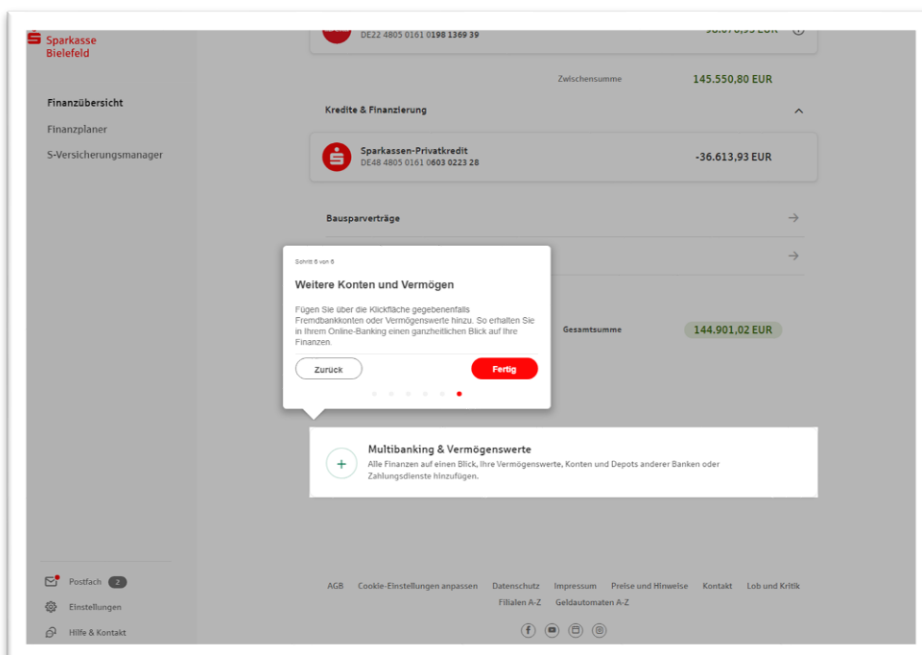 Sparkasse
Bielefeld
DE22 4805 0161 0198 1369 39
Zwischensumme 145.550,80 EUR
Finanzübersicht
Finanzplaner
S-Versicherungsmanager
Kredite & Finanzierung
Sparkassen-Privatkredit
DE48 4805 0161 0603 0223 28
-36.613,93 EUR
Bausparverträge
Schritt 6 von 6
Weitere Konten und Vermögen
Fügen Sie über die Klickfläche gegebenenfalls
Fremdbankkonten oder Vermögenswerte hinzu. So erhalten Sie
in Ihrem Online-Banking einen ganzheitlichen Blick auf Ihre
Finanzen.
Zurück Fertig
Gesamtsumme 144.901,02 EUR
Multibanking & Vermögenswerte
Alle Finanzen auf einen Blick, Ihre Vermögenswerte, Konten und Depots anderer Banken oder
Zahlungsdienste hinzufügen.
Postfach 2
Einstellungen
Hilfe & Kontakt
AGB Cookie-Einstellungen anpassen Datenschutz Impressum Preise und Hinweise Kontakt Lob und Kritik
Filialen A-Z Geldautomaten A-Z